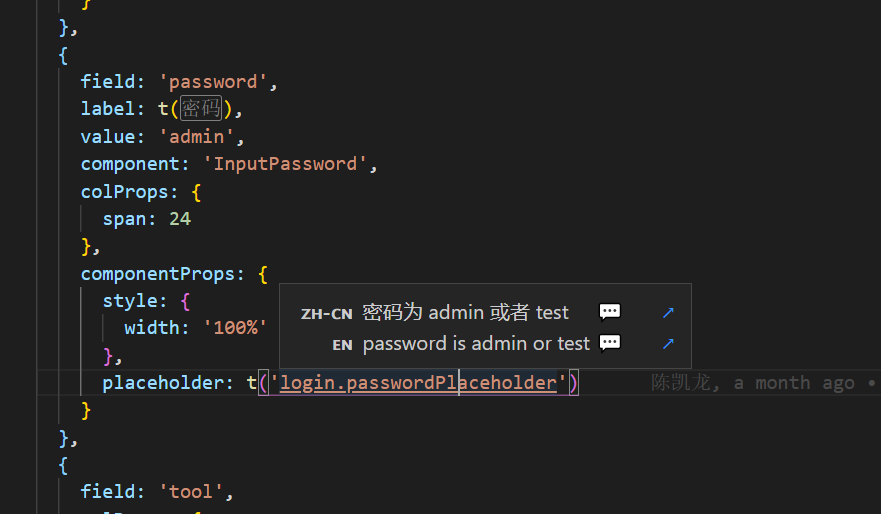 }
},
{
field: 'password',
label: t(密码),
value: 'admin',
component: 'InputPassword',
colProps: {
span: 24
},
componentProps: {
style: {
ZH-CN 密码为 admin 或者 test
width: '100%'
EN password is admin or test
},
placeholder: t('login.passwordPlaceholder') 陈凯龙, a month ago •
}
},
{
field: 'tool',